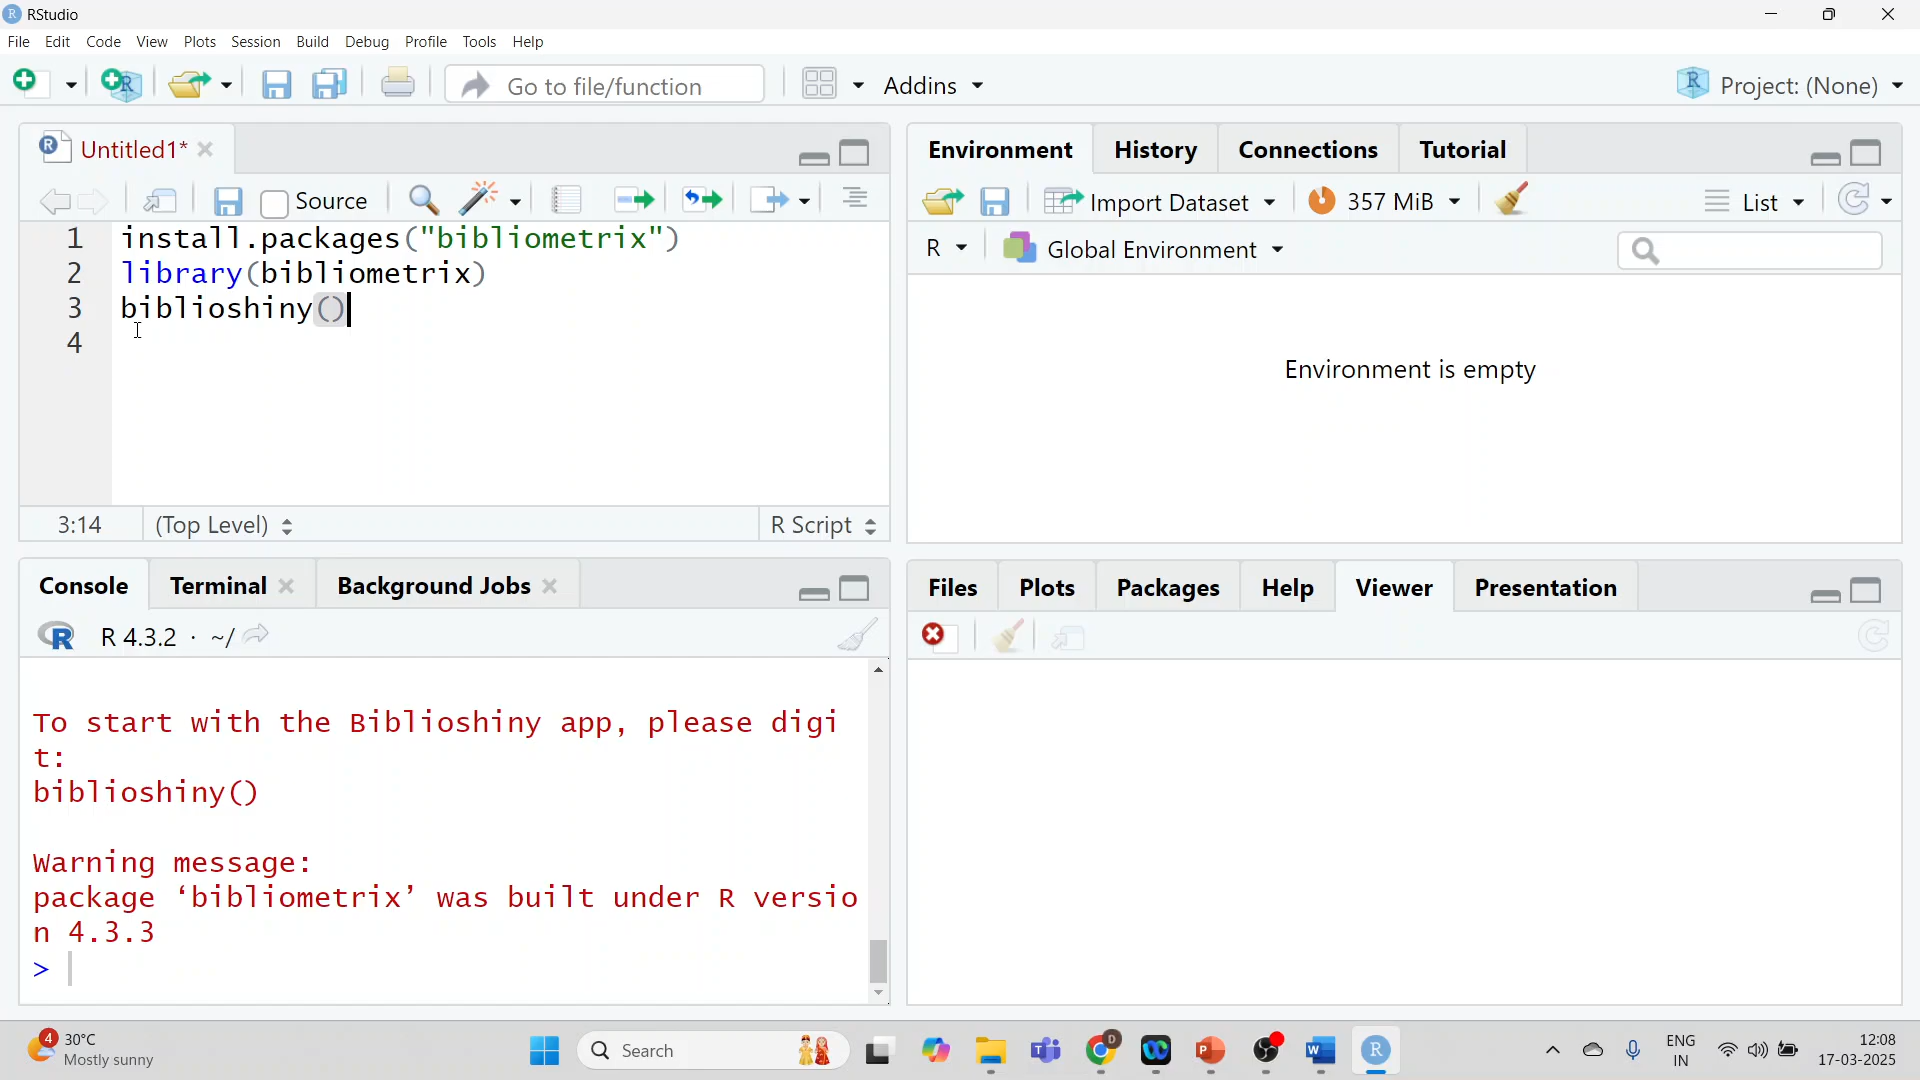 RStudio
File Edit Code View Plots Session Build Debug Profile Tools Help
Go to file/function Addins Project: (None)
Untitled1*
Source
1 install.packages("bibliometrix")
2 library(bibliometrix)
3 biblioshiny()
4
3:14 (Top Level) R Script
Console Terminal Background Jobs
R 4.3.2 · ~/
To start with the Biblioshiny app, please digi
t:
biblioshiny()
Warning message:
package ‘bibliometrix’ was built under R versio
n 4.3.3
>
Environment History Connections Tutorial
Import Dataset 357 MiB List
R Global Environment
Environment is empty
Files Plots Packages Help Viewer Presentation
4 30°C
Mostly sunny
Search
D
ENG
IN
12:08
17-03-2025